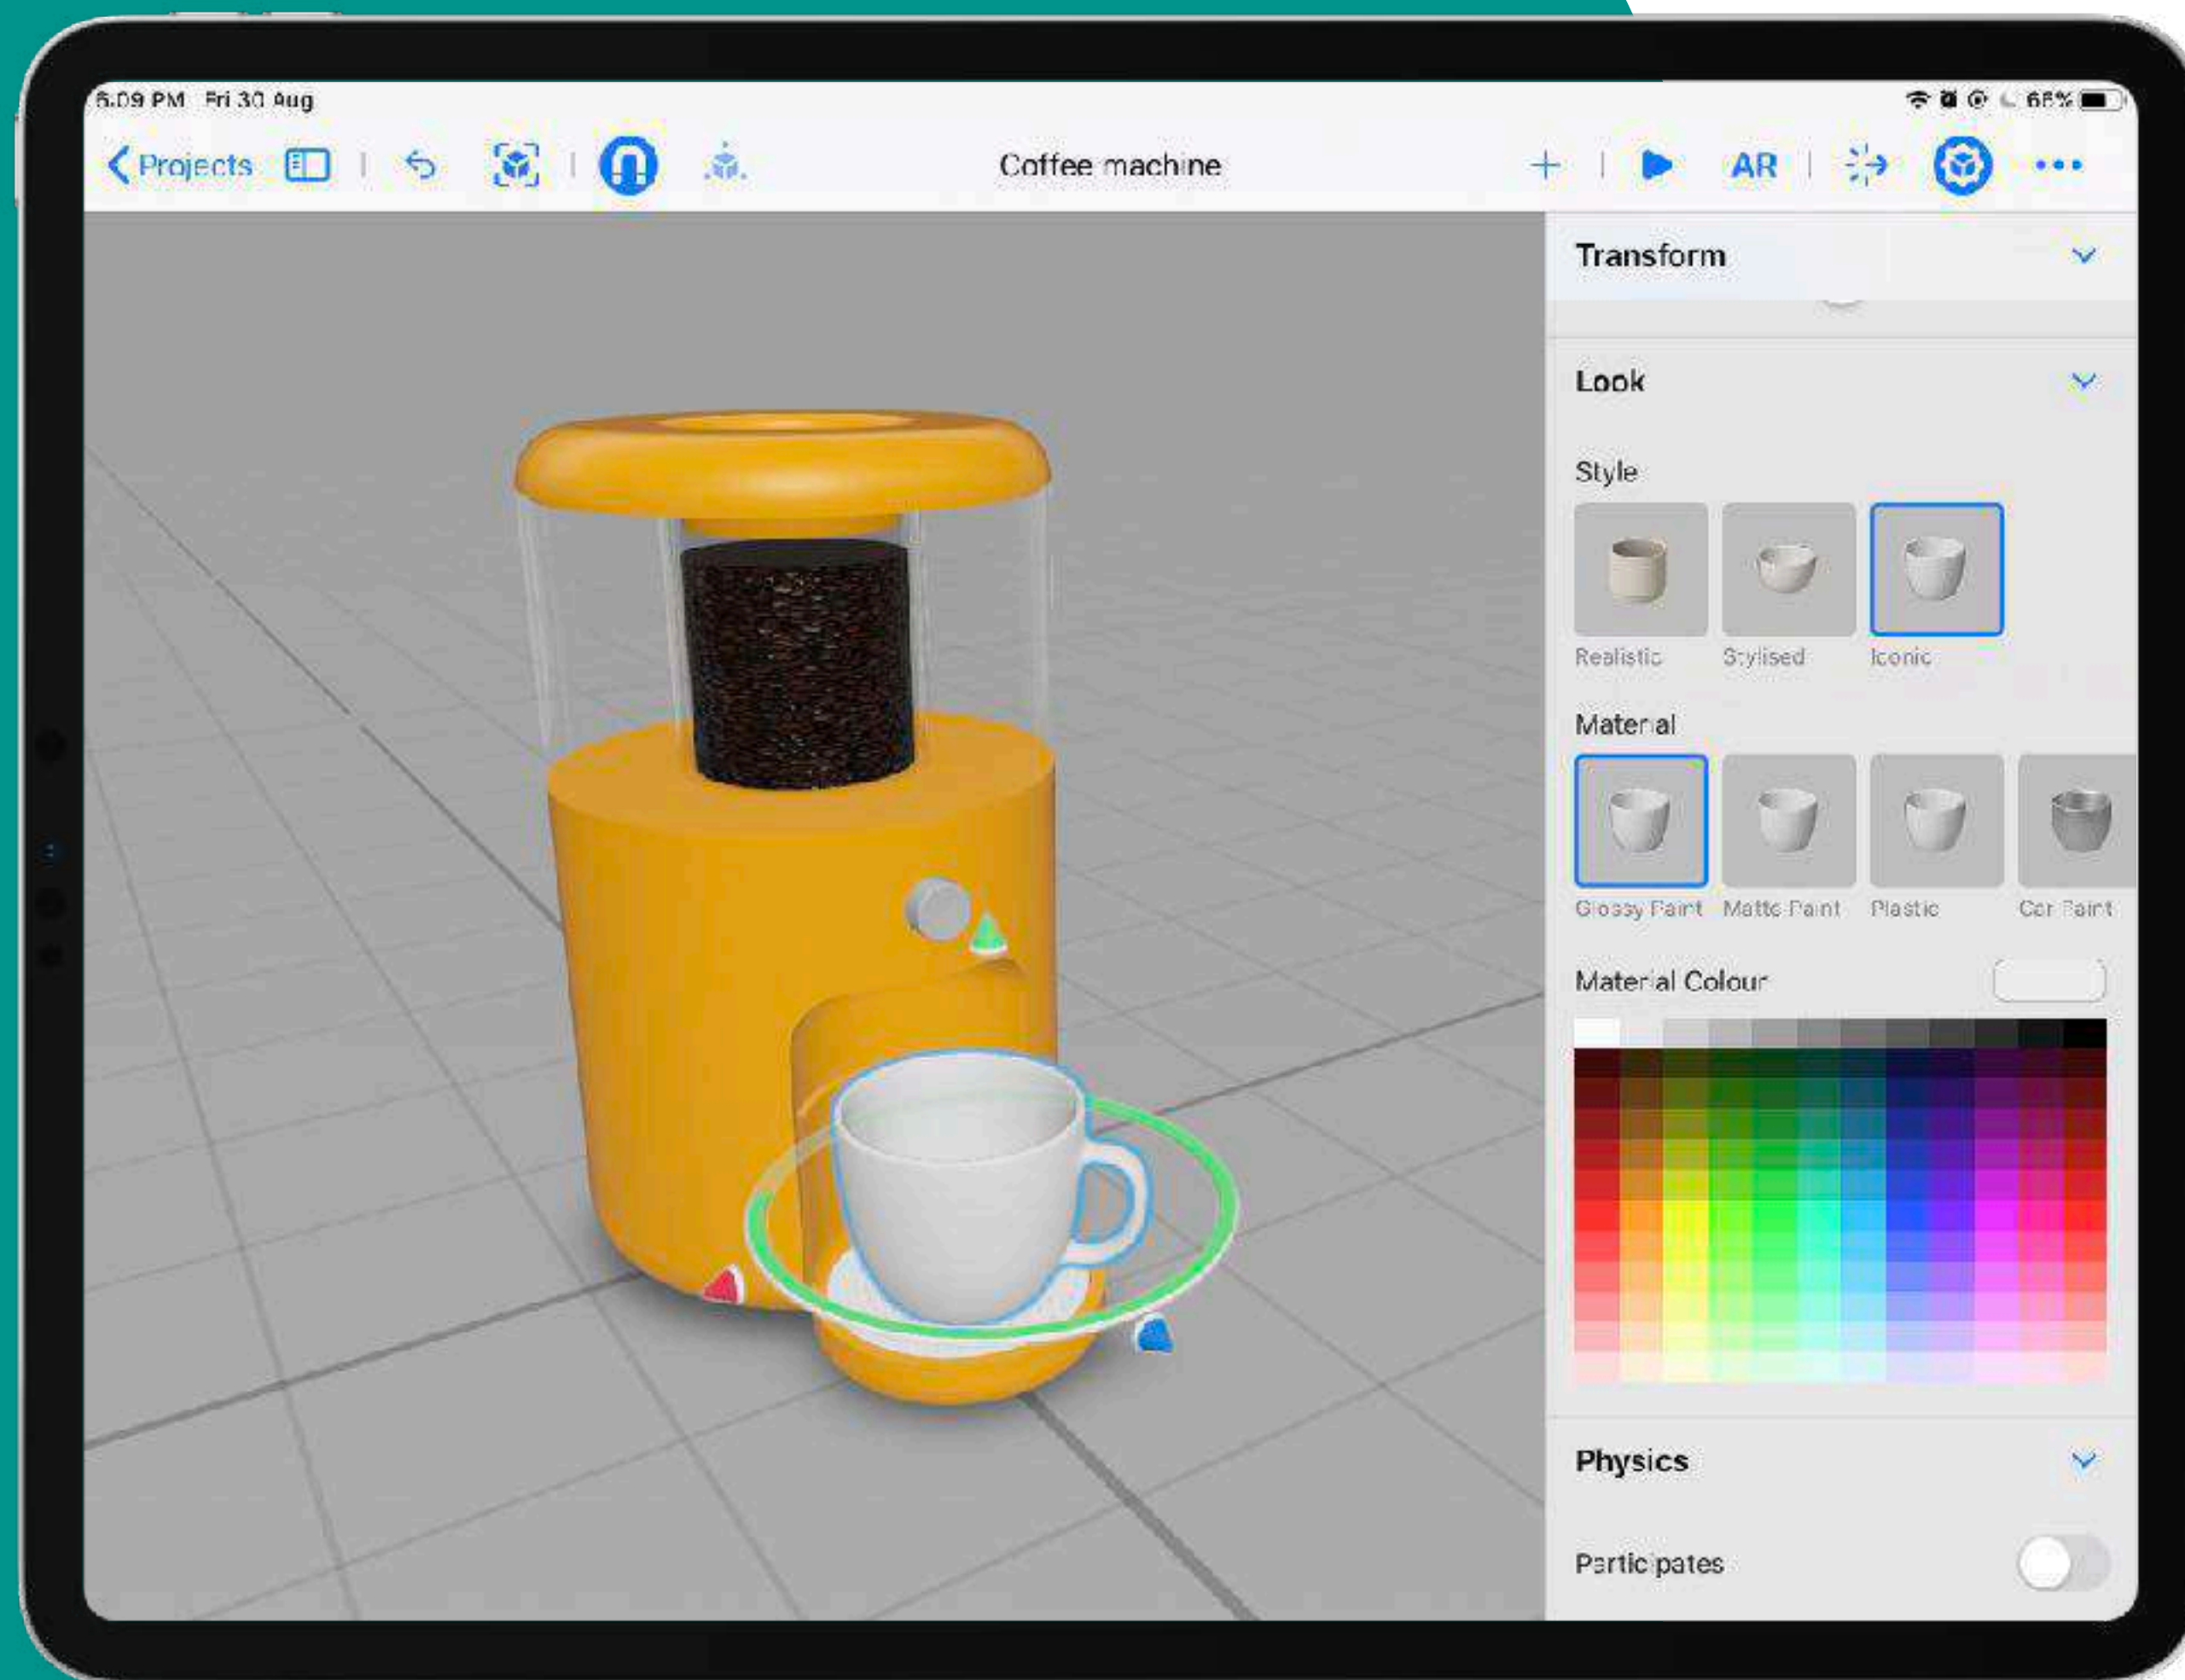 6:09 PM Fri 30 Aug
66%
Projects
Coffee machine
AR
Transform
Look
Style
Realistic Stylised Iconic
Material
Glossy Paint Matte Paint Plastic Car Paint
Material Colour
Physics
Participates